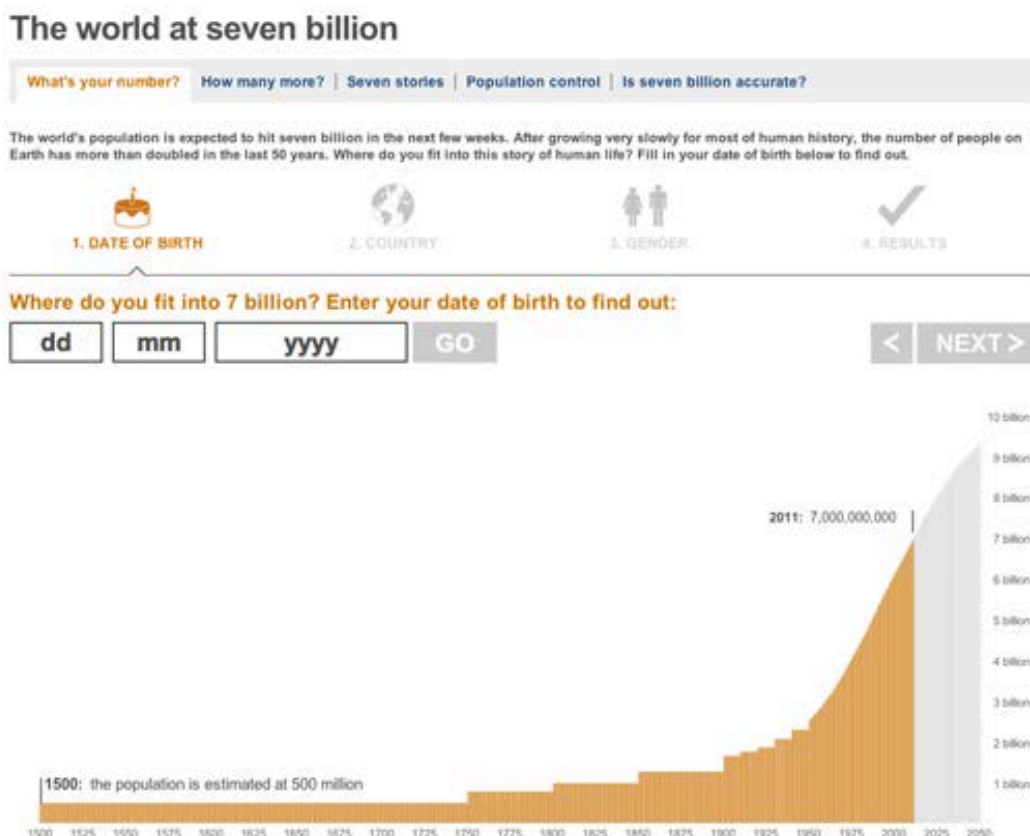 The world at seven billion
What's your number? How many more? | Seven stories | Population control | Is seven billion accurate?
The world's population is expected to hit seven billion in the next few weeks. After growing very slowly for most of human history, the number of people on
Earth has more than doubled in the last 50 years. Where do you fit into this story of human life? Fill in your date of birth below to find out.
1. DATE OF BIRTH 2. COUNTRY 3. GENDER 4. RESULTS
Where do you fit into 7 billion? Enter your date of birth to find out:
dd mm yyyy GO < NEXT >
10 billion
9 billion
8 billion
2011: 7,000,000,000
7 billion
6 billion
5 billion
4 billion
3 billion
2 billion
1500: the population is estimated at 500 million
1 billion
1500 1525 1550 1575 1600 1625 1650 1675 1700 1725 1750 1775 1800 1825 1850 1875 1900 1925 1950 1975 2000 2025 2050